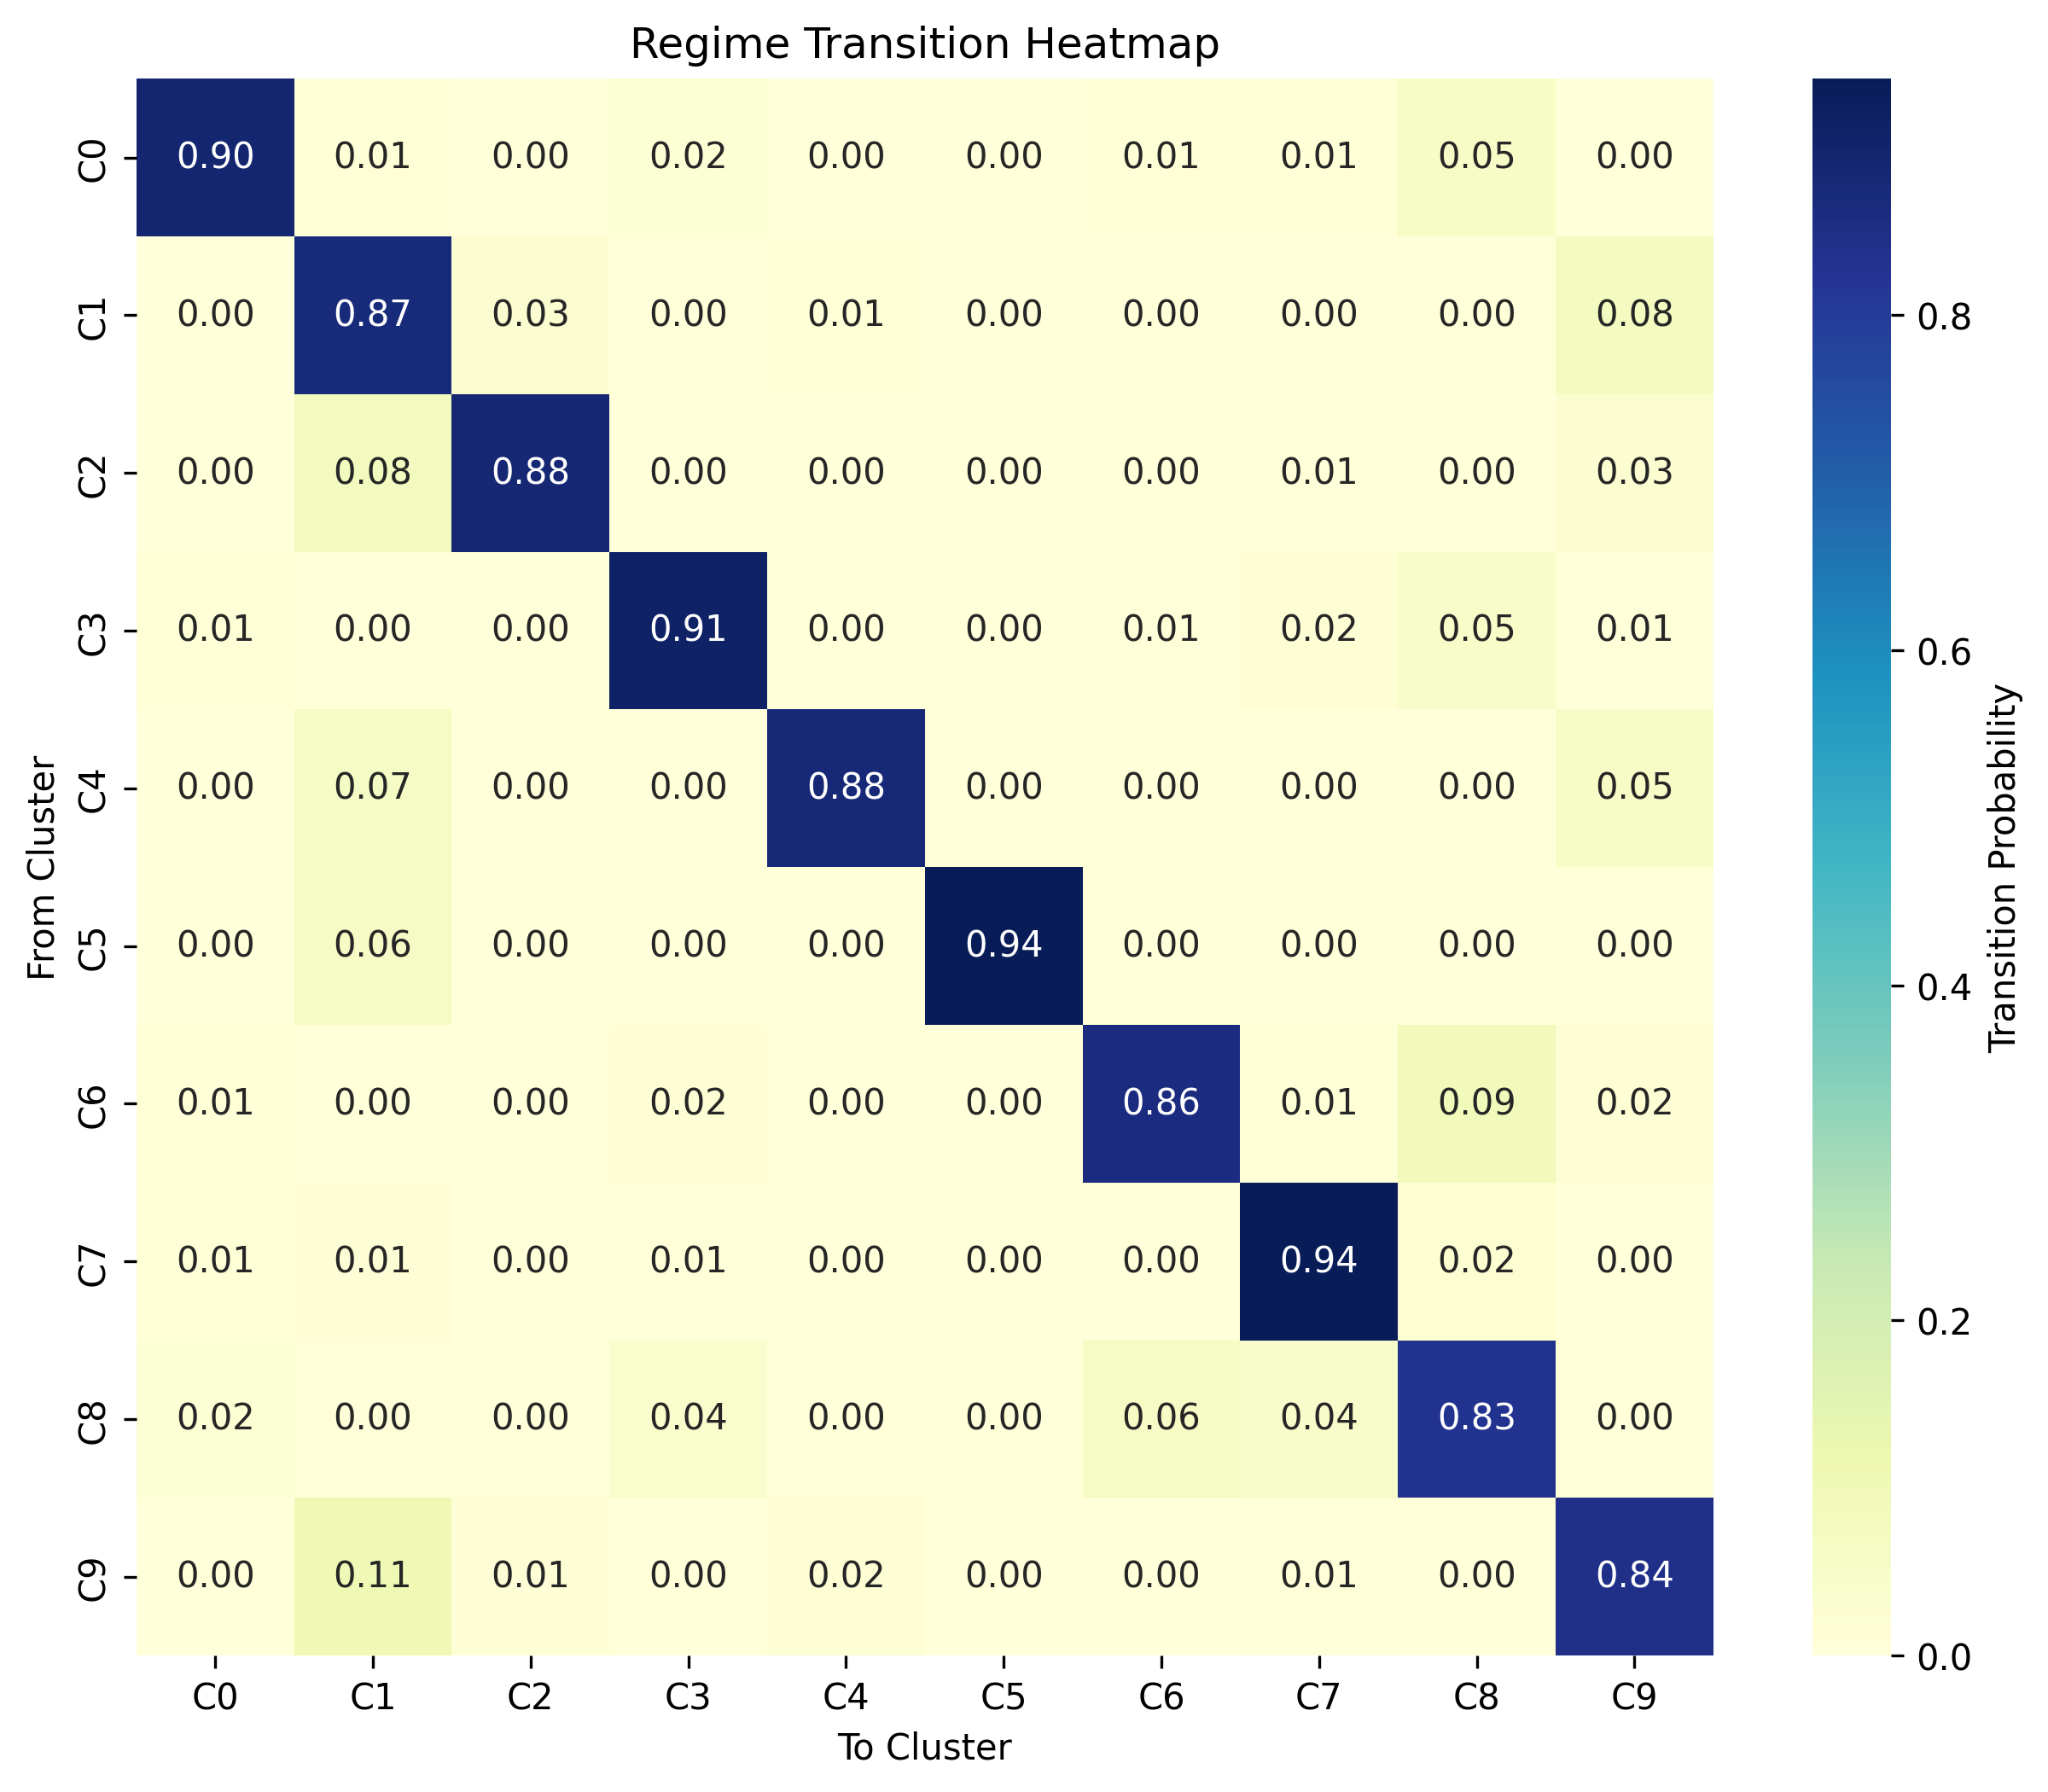 Regime Transition Heatmap
C0 0.90 0.01 0.00 0.02 0.00 0.00 0.01 0.01 0.05 0.00
C1 0.00 0.87 0.03 0.00 0.01 0.00 0.00 0.00 0.00 0.08
C2 0.00 0.08 0.88 0.00 0.00 0.00 0.00 0.01 0.00 0.03
C3 0.01 0.00 0.00 0.91 0.00 0.00 0.01 0.02 0.05 0.01
C4 0.00 0.07 0.00 0.00 0.88 0.00 0.00 0.00 0.00 0.05
C5 0.00 0.06 0.00 0.00 0.00 0.94 0.00 0.00 0.00 0.00
C6 0.01 0.00 0.00 0.02 0.00 0.00 0.86 0.01 0.09 0.02
C7 0.01 0.01 0.00 0.01 0.00 0.00 0.00 0.94 0.02 0.00
C8 0.02 0.00 0.00 0.04 0.00 0.00 0.06 0.04 0.83 0.00
C9 0.00 0.11 0.01 0.00 0.02 0.00 0.00 0.01 0.00 0.84
C0 C1 C2 C3 C4 C5 C6 C7 C8 C9
To Cluster
From Cluster
0.8
0.6
0.4
0.2
0.0
Transition Probability